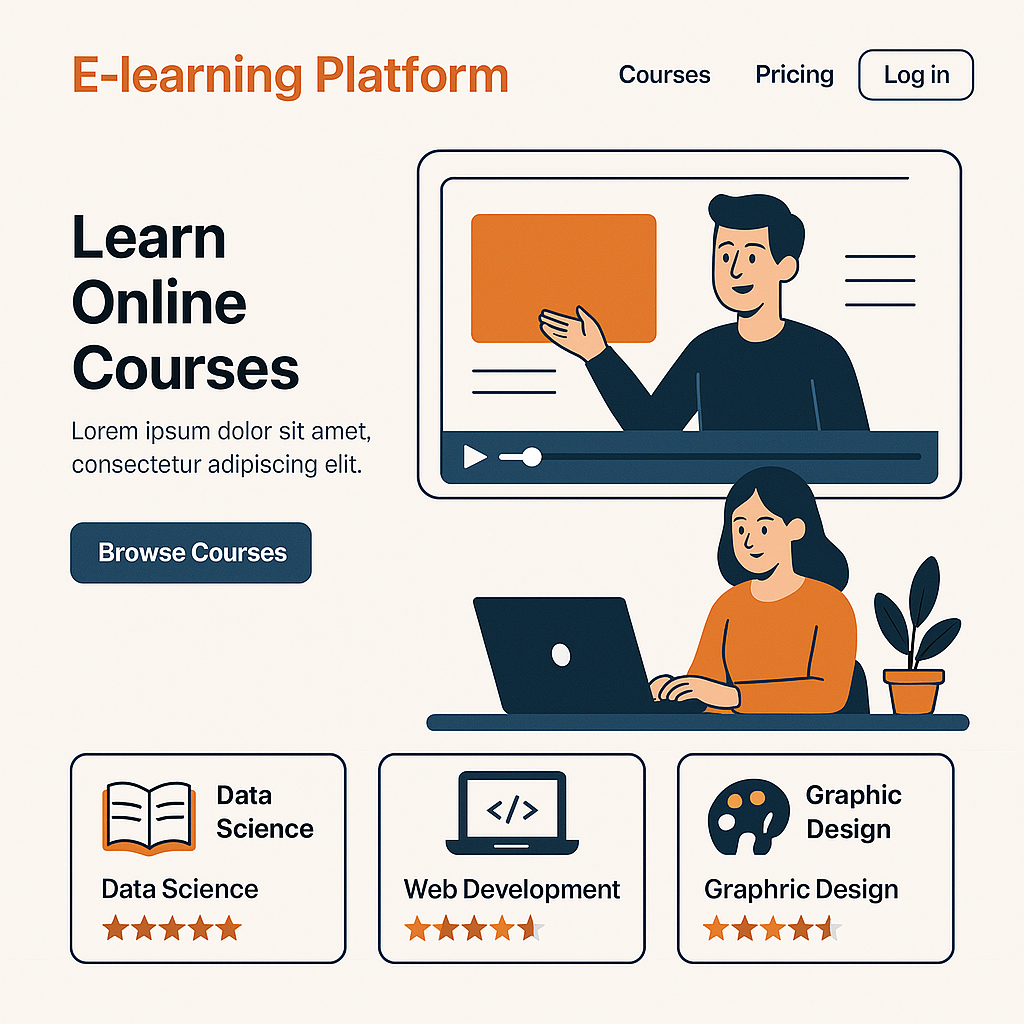 E-learning Platform
Courses
Pricing
Log in
Learn
Online
Courses
Lorem ipsum dolor sit amet,
consectetur adipiscing elit.
Browse Courses
Data
Science
Data Science
</>
Web Development
Graphic
Design
Graphric Design